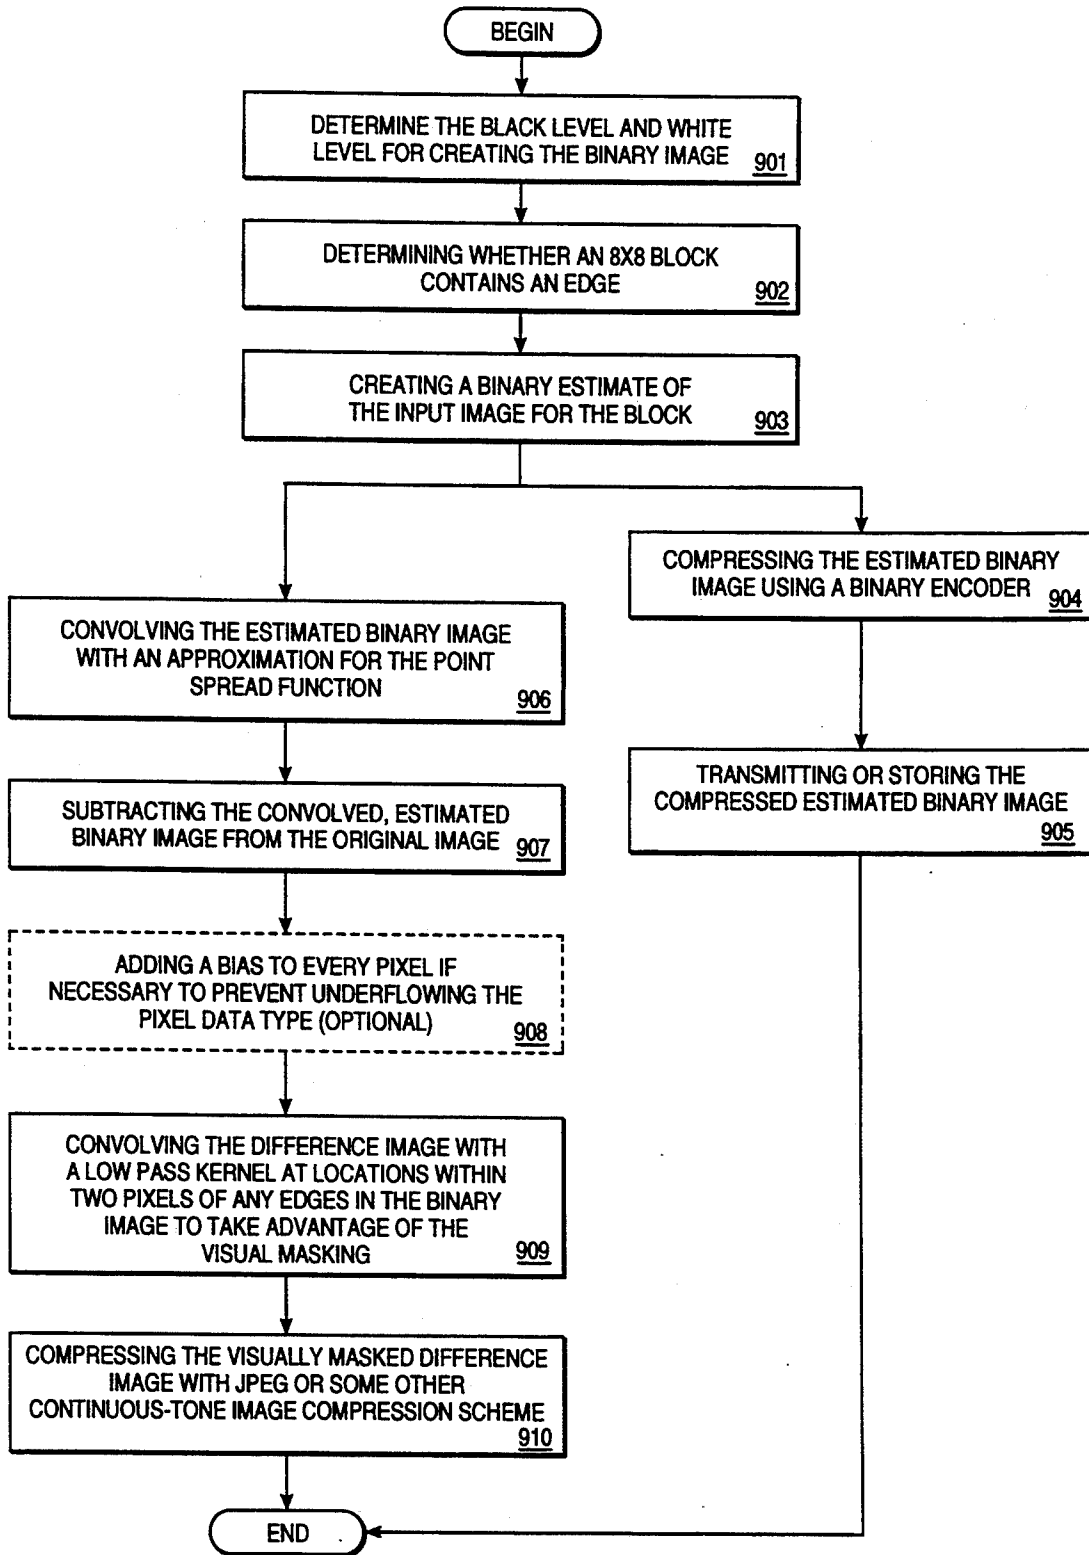 BEGIN
DETERMINE THE BLACK LEVEL AND WHITE
LEVEL FOR CREATING THE BINARY IMAGE
901
DETERMINING WHETHER AN 8X8 BLOCK
CONTAINS AN EDGE
902
CREATING A BINARY ESTIMATE OF
THE INPUT IMAGE FOR THE BLOCK
903
COMPRESSING THE ESTIMATED BINARY
IMAGE USING A BINARY ENCODER
904
TRANSMITTING OR STORING THE
COMPRESSED ESTIMATED BINARY IMAGE
905
CONVOLVING THE ESTIMATED BINARY IMAGE
WITH AN APPROXIMATION FOR THE POINT
SPREAD FUNCTION
906
SUBTRACTING THE CONVOLVED, ESTIMATED
BINARY IMAGE FROM THE ORIGINAL IMAGE
907
ADDING A BIAS TO EVERY PIXEL IF
NECESSARY TO PREVENT UNDERFLOWING THE
PIXEL DATA TYPE (OPTIONAL)
908
CONVOLVING THE DIFFERENCE IMAGE WITH
A LOW PASS KERNEL AT LOCATIONS WITHIN
TWO PIXELS OF ANY EDGES IN THE BINARY
IMAGE TO TAKE ADVANTAGE OF THE
VISUAL MASKING
909
COMPRESSING THE VISUALLY MASKED DIFFERENCE
IMAGE WITH JPEG OR SOME OTHER
CONTINUOUS-TONE IMAGE COMPRESSION SCHEME
910
END